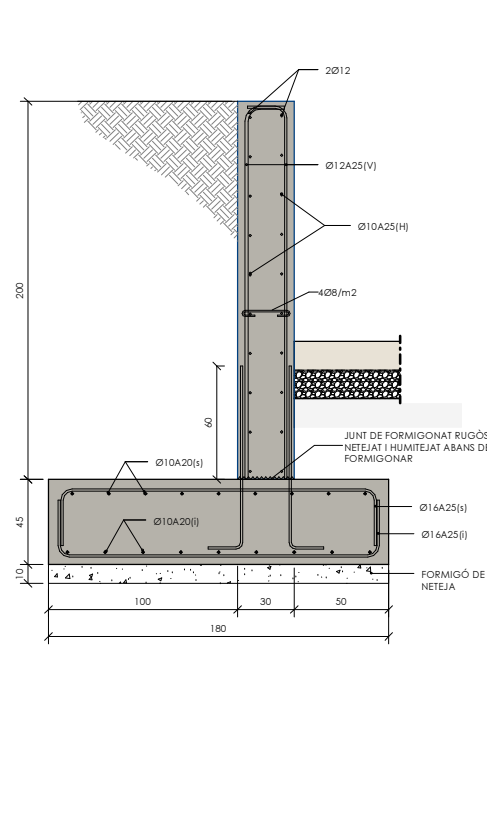 2Ø12
Ø12A25(V)
Ø10A25(H)
200
4Ø8/m2
60
JUNT DE FORMIGONAT RUGÒS
NETEJAT I HUMITEJAT ABANS DE
FORMIGONAR
Ø10A20(s)
Ø16A25(s)
45
Ø10A20(i)
Ø16A25(i)
10
FORMIGÓ DE
NETEJA
100
30
50
180